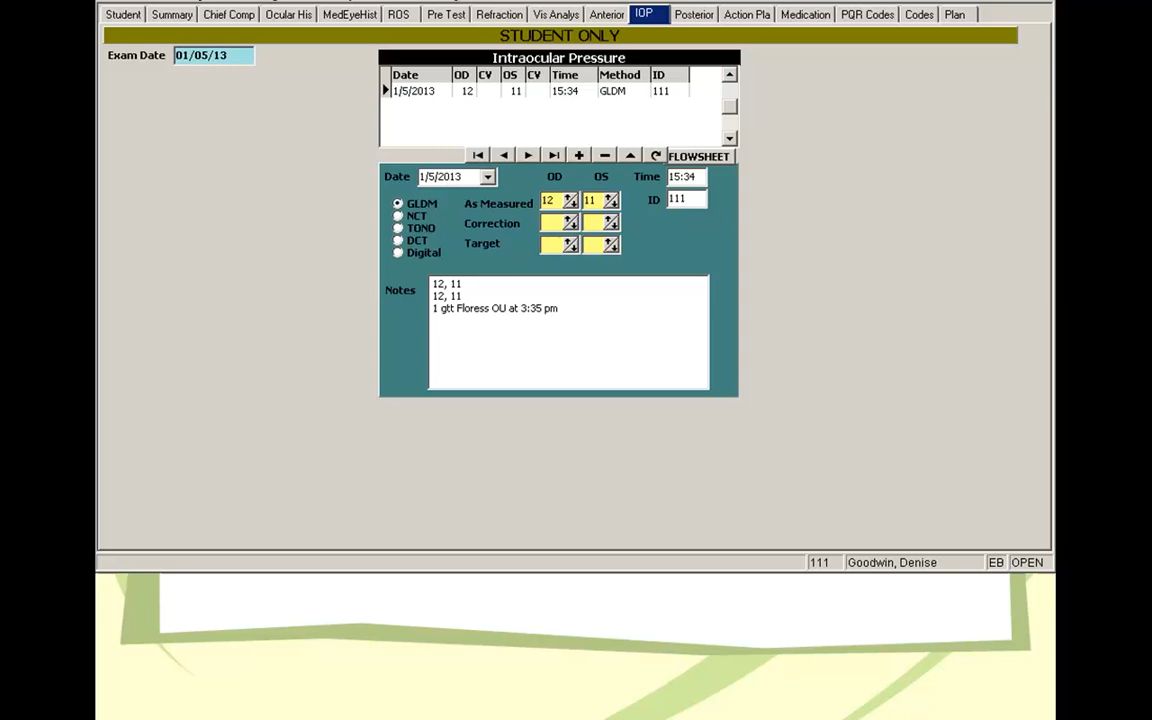 Student Summary Chief Comp Ocular His MedEyeHist ROS Pre Test Refraction Vis Analys Anterior IOP Posterior Action Pla Medication PQR Codes Codes Plan
STUDENT ONLY
Exam Date 01/05/13
Intraocular Pressure
Date OD CV OS CV Time Method ID
1/5/2013 12 11 15:34 GLDM 111
FLOWSHEET
Date 1/5/2013 OD OS Time 15:34
GLDM As Measured 12 11 ID 111
NCT
TONO Correction
DCT Target
Digital
Notes 12, 11
12, 11
1 gtt Floress OU at 3:35 pm
111 Goodwin, Denise EB OPEN